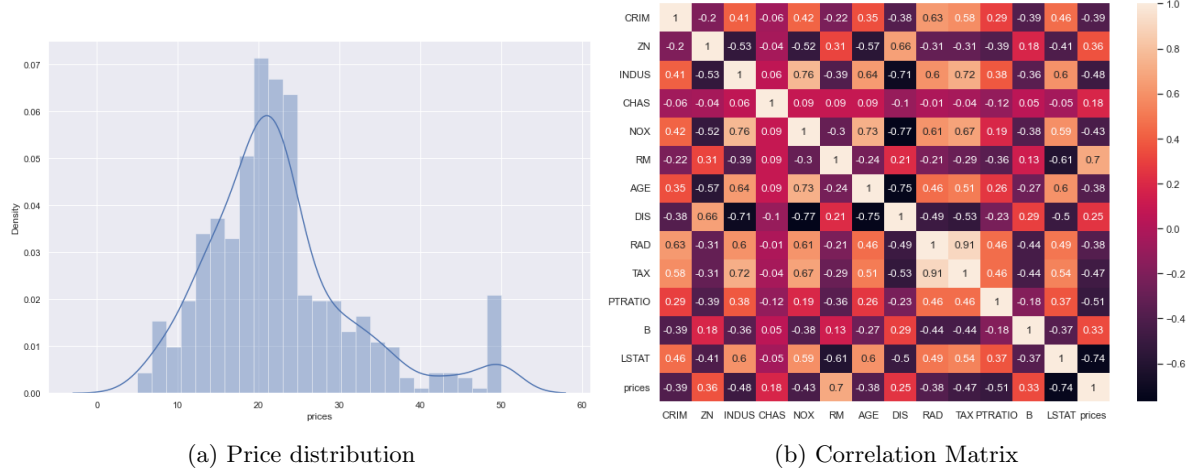 0.07
0.06
0.05
0.04
0.03
0.02
0.01
0.00
Density
0 10 20 30 40 50 60
prices
(a) Price distribution
CRIM 1 -0.2 0.41 -0.06 0.42 -0.22 0.35 -0.38 0.63 0.58 0.29 -0.39 0.46 -0.39
ZN -0.2 1 -0.53 -0.04 -0.52 0.31 -0.57 0.66 -0.31 -0.31 -0.39 0.18 -0.41 0.36
INDUS 0.41 -0.53 1 0.06 0.76 -0.39 0.64 -0.71 0.6 0.72 0.38 -0.36 0.6 -0.48
CHAS -0.06 -0.04 0.06 1 0.09 0.09 0.09 -0.1 -0.01 -0.04 -0.12 0.05 -0.05 0.18
NOX 0.42 -0.52 0.76 0.09 1 -0.3 0.73 -0.77 0.61 0.67 0.19 -0.38 0.59 -0.43
RM -0.22 0.31 -0.39 0.09 -0.3 1 -0.24 0.21 -0.21 -0.29 -0.36 0.13 -0.61 0.7
AGE 0.35 -0.57 0.64 0.09 0.73 -0.24 1 -0.75 0.46 0.51 0.26 -0.27 0.6 -0.38
DIS -0.38 0.66 -0.71 -0.1 -0.77 0.21 -0.75 1 -0.49 -0.53 -0.23 0.29 -0.5 0.25
RAD 0.63 -0.31 0.6 -0.01 0.61 -0.21 0.46 -0.49 1 0.91 0.46 -0.44 0.49 -0.38
TAX 0.58 -0.31 0.72 -0.04 0.67 -0.29 0.51 -0.53 0.91 1 0.46 -0.44 0.54 -0.47
PTRATIO 0.29 -0.39 0.38 -0.12 0.19 -0.36 0.26 -0.23 0.46 0.46 1 -0.18 0.37 -0.51
B -0.39 0.18 -0.36 0.05 -0.38 0.13 -0.27 0.29 -0.44 -0.44 -0.18 1 -0.37 0.33
LSTAT 0.46 -0.41 0.6 -0.05 0.59 -0.61 0.6 -0.5 0.49 0.54 0.37 -0.37 1 -0.74
prices -0.39 0.36 -0.48 0.18 -0.43 0.7 -0.38 0.25 -0.38 -0.47 -0.51 0.33 -0.74 1
CRIM ZN INDUS CHAS NOX RM AGE DIS RAD TAX PTRATIO B LSTAT prices
1.0
0.8
0.6
0.4
0.2
0.0
-0.2
-0.4
-0.6
(b) Correlation Matrix